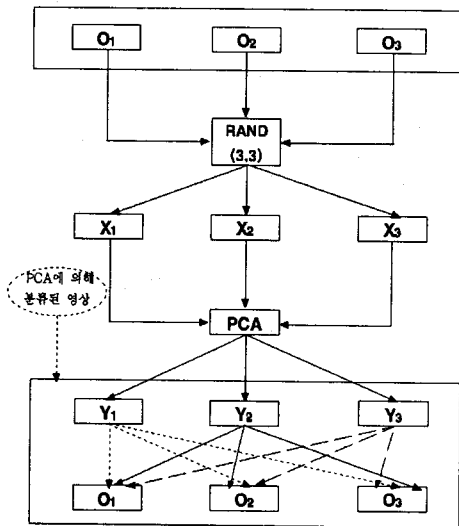 O₁ O₂ O₃
RAND
(3,3)
X₁ X₂ X₃
PCA에 의해
분류된 영상
PCA
Y₁ Y₂ Y₃
O₁ O₂ O₃